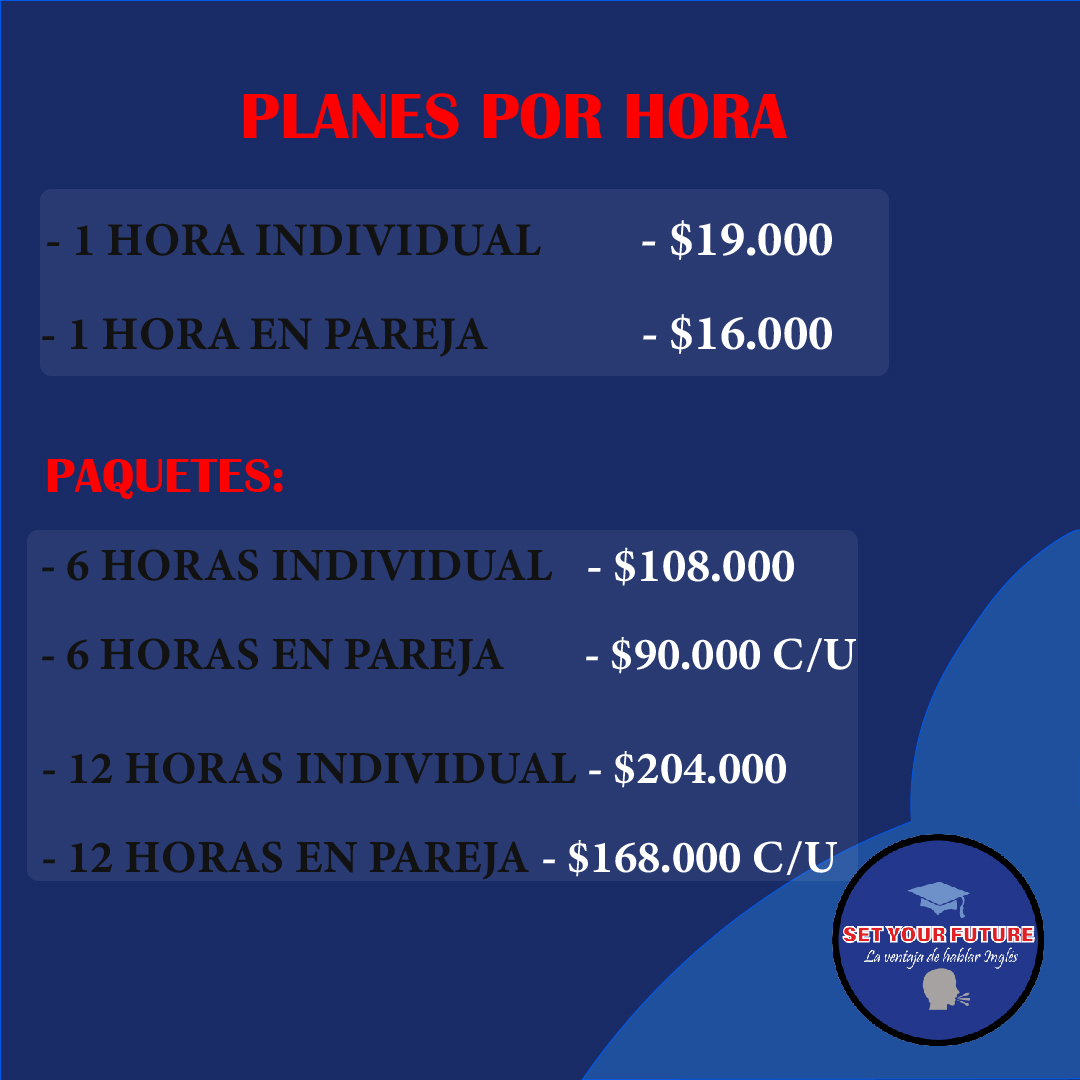 PLANES POR HORA
- 1 HORA INDIVIDUAL - $19.000
- 1 HORA EN PAREJA - $16.000
PAQUETES:
- 6 HORAS INDIVIDUAL - $108.000
- 6 HORAS EN PAREJA - $90.000 C/U
- 12 HORAS INDIVIDUAL - $204.000
- 12 HORAS EN PAREJA - $168.000 C/U
SET YOUR FUTURE
La ventaja de hablar Inglés